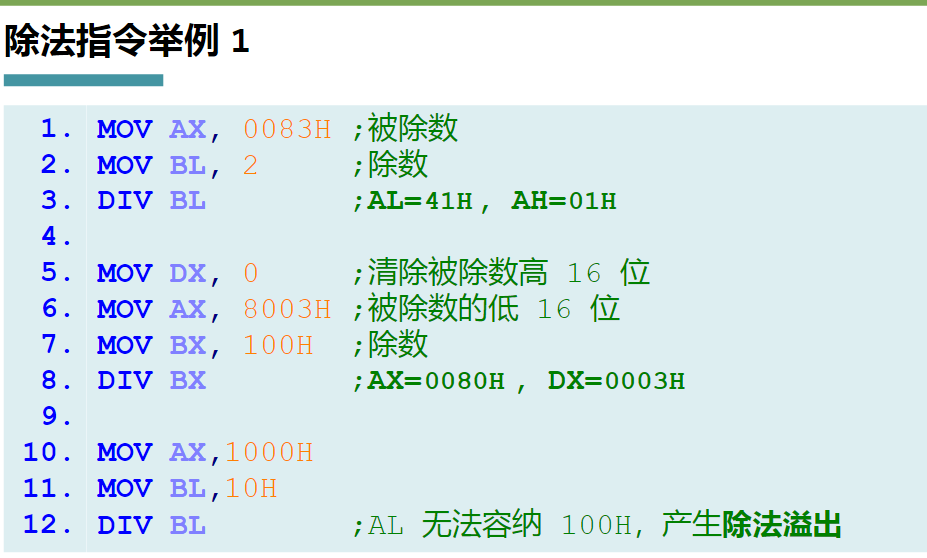 除法指令举例 1
1. MOV AX, 0083H ;被除数
2. MOV BL, 2 ;除数
3. DIV BL ;AL=41H, AH=01H
4.
5. MOV DX, 0 ;清除被除数高 16 位
6. MOV AX, 8003H ;被除数的低 16 位
7. MOV BX, 100H ;除数
8. DIV BX ;AX=0080H, DX=0003H
9.
10. MOV AX,1000H
11. MOV BL,10H
12. DIV BL ;AL 无法容纳 100H, 产生除法溢出